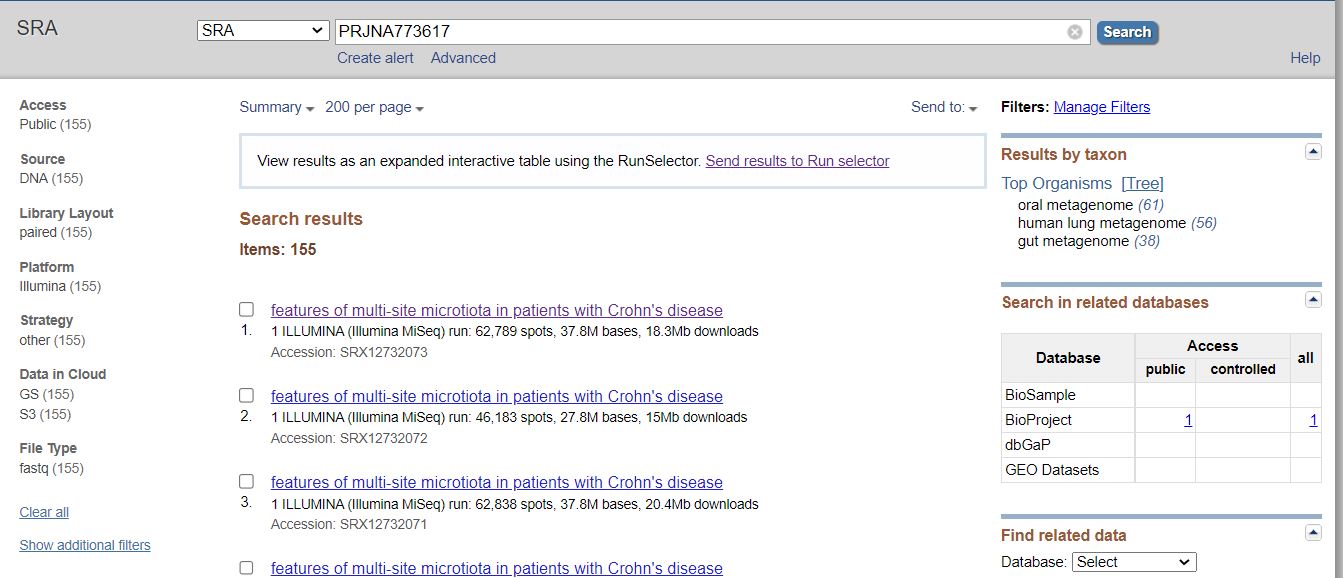 SRA
SRA
PRJNA773617
Search
Create alert Advanced
Help
Access
Public (155)
Source
DNA (155)
Library Layout
paired (155)
Platform
Illumina (155)
Strategy
other (155)
Data in Cloud
GS (155)
S3 (155)
File Type
fastq (155)
Clear all
Show additional filters
Summary 200 per page
Send to:
View results as an expanded interactive table using the RunSelector. Send results to Run selector
Search results
Items: 155
features of multi-site microtiota in patients with Crohn's disease
1. 1 ILLUMINA (Illumina MiSeq) run: 62,789 spots, 37.8M bases, 18.3Mb downloads
Accession: SRX12732073
features of multi-site microtiota in patients with Crohn's disease
2. 1 ILLUMINA (Illumina MiSeq) run: 46,183 spots, 27.8M bases, 15Mb downloads
Accession: SRX12732072
features of multi-site microtiota in patients with Crohn's disease
3. 1 ILLUMINA (Illumina MiSeq) run: 62,838 spots, 37.8M bases, 20.4Mb downloads
Accession: SRX12732071
features of multi-site microtiota in patients with Crohn's disease
Filters: Manage Filters
Results by taxon
Top Organisms [Tree]
oral metagenome (61)
human lung metagenome (56)
gut metagenome (38)
Search in related databases
Database Access all
public controlled
BioSample
BioProject 1 1
dbGaP
GEO Datasets
Find related data
Database: Select